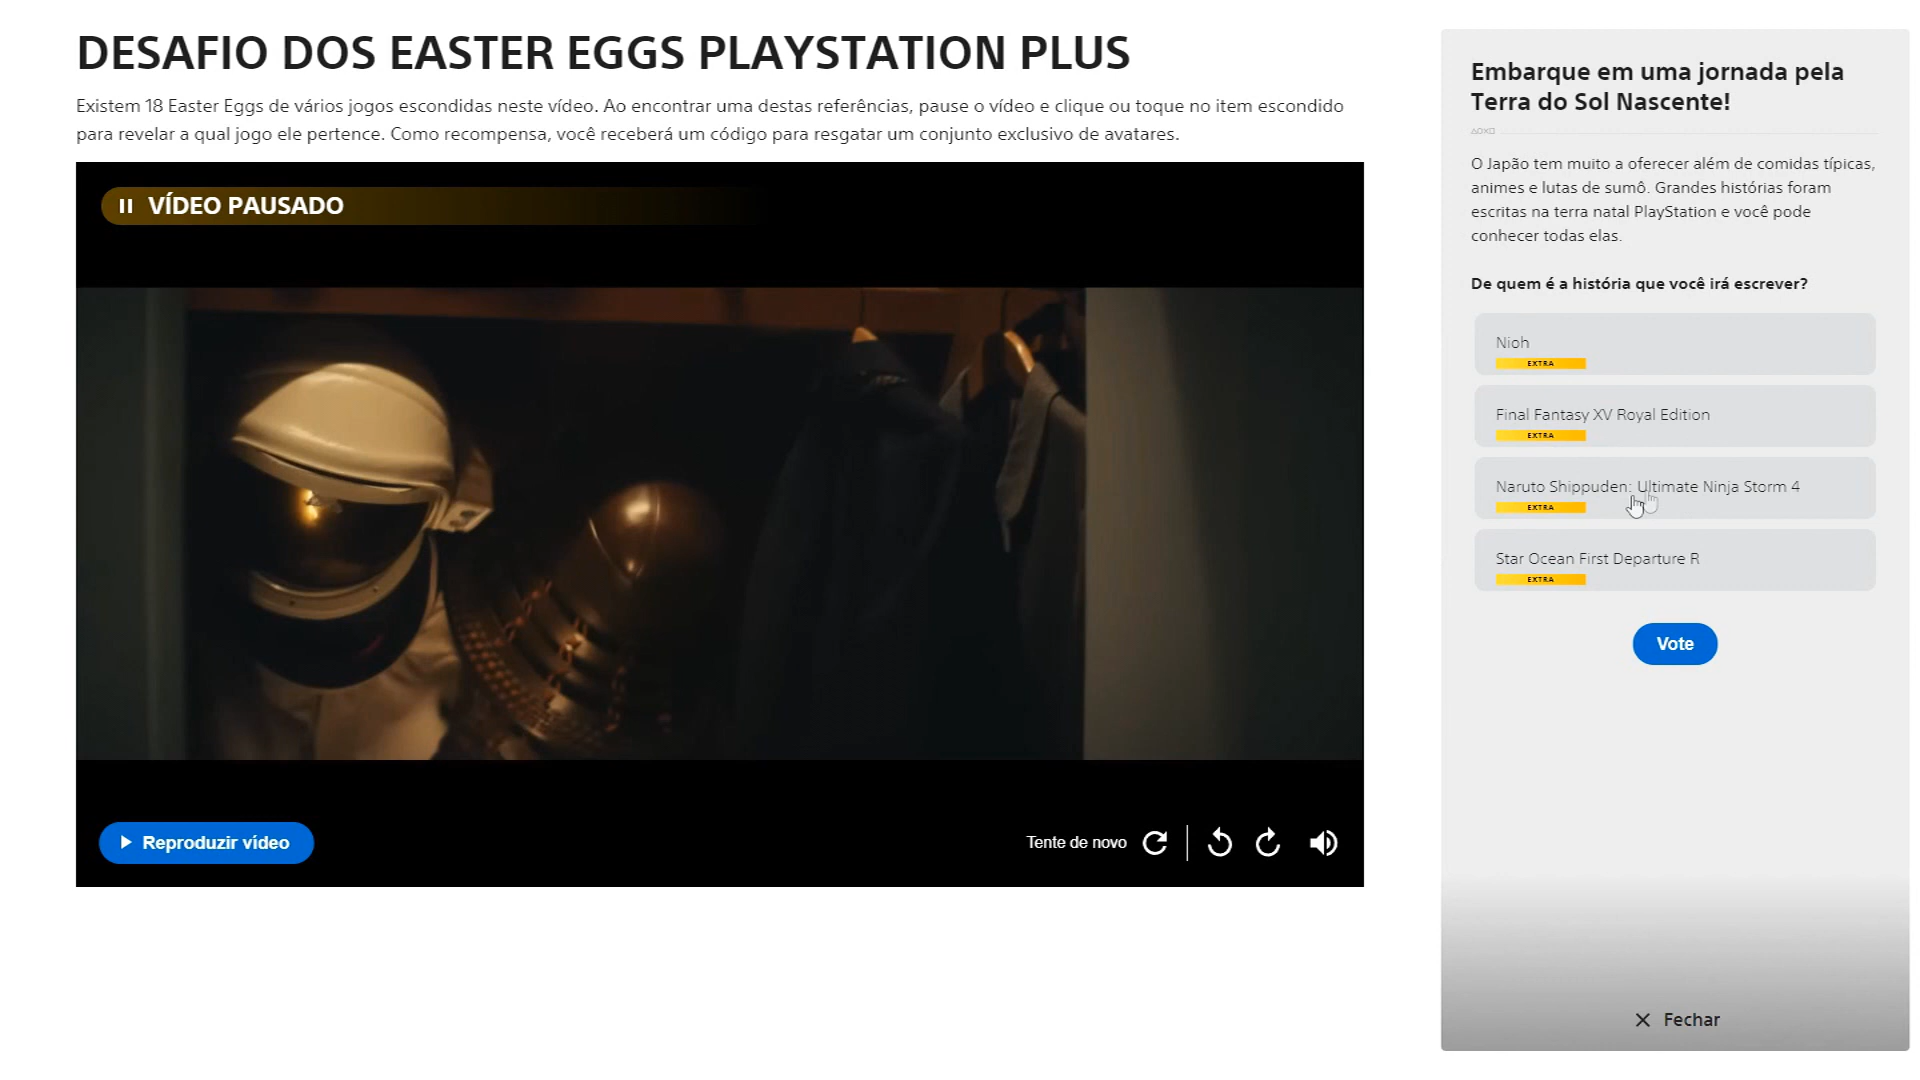 DESAFIO DOS EASTER EGGS PLAYSTATION PLUS
Existem 18 Easter Eggs de vários jogos escondidas neste vídeo. Ao encontrar uma destas referências, pause o vídeo e clique ou toque no item escondido
para revelar a qual jogo ele pertence. Como recompensa, você receberá um código para resgatar um conjunto exclusivo de avatares.
VÍDEO PAUSADO
Reproduzir vídeo
Tente de novo
Embarque em uma jornada pela
Terra do Sol Nascente!
O Japão tem muito a oferecer além de comidas típicas,
animes e lutas de sumô. Grandes histórias foram
escritas na terra natal PlayStation e você pode
conhecer todas elas.
De quem é a história que você irá escrever?
Nioh
EXTRA
Final Fantasy XV Royal Edition
EXTRA
Naruto Shippuden: Ultimate Ninja Storm 4
EXTRA
Star Ocean First Departure R
EXTRA
Vote
Fechar